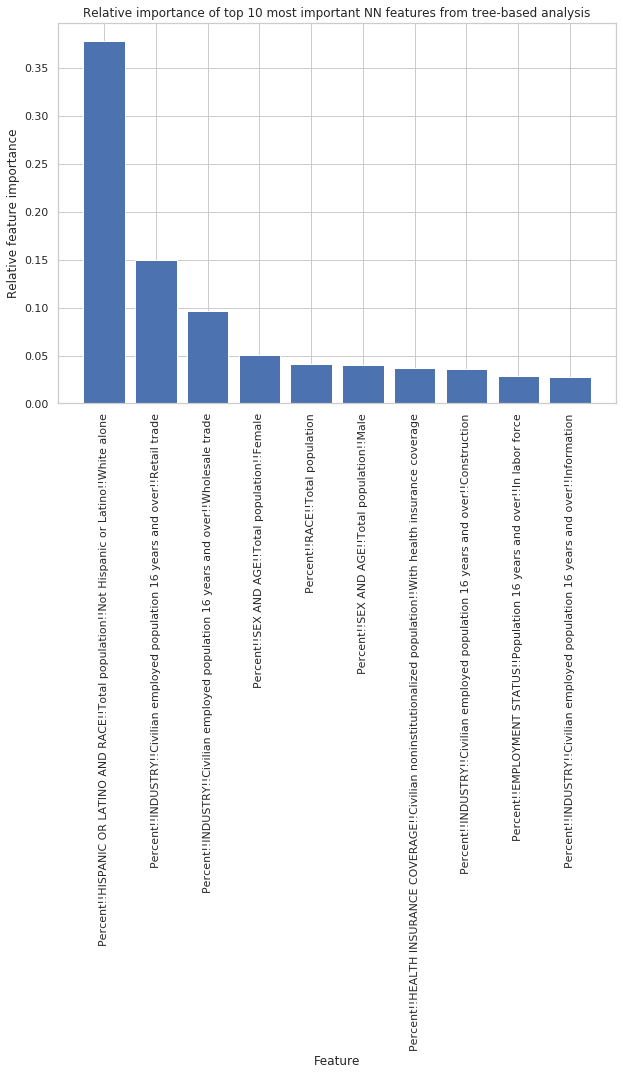 Relative importance of top 10 most important NN features from tree-based analysis
Relative feature importance
0.35
0.30
0.25
0.20
0.15
0.10
0.05
0.00
Percent!!HISPANIC OR LATINO AND RACE!!Total population!!Not Hispanic or Latino!!White alone
Percent!!INDUSTRY!!Civilian employed population 16 years and over!!Retail trade
Percent!!INDUSTRY!!Civilian employed population 16 years and over!!Wholesale trade
Percent!!SEX AND AGE!!Total population!!Female
Percent!!RACE!!Total population
Percent!!SEX AND AGE!!Total population!!Male
Percent!!HEALTH INSURANCE COVERAGE!!Civilian noninstitutionalized population!!With health insurance coverage
Percent!!INDUSTRY!!Civilian employed population 16 years and over!!Construction
Percent!!EMPLOYMENT STATUS!!Population 16 years and over!!In labor force
Percent!!INDUSTRY!!Civilian employed population 16 years and over!!Information
Feature